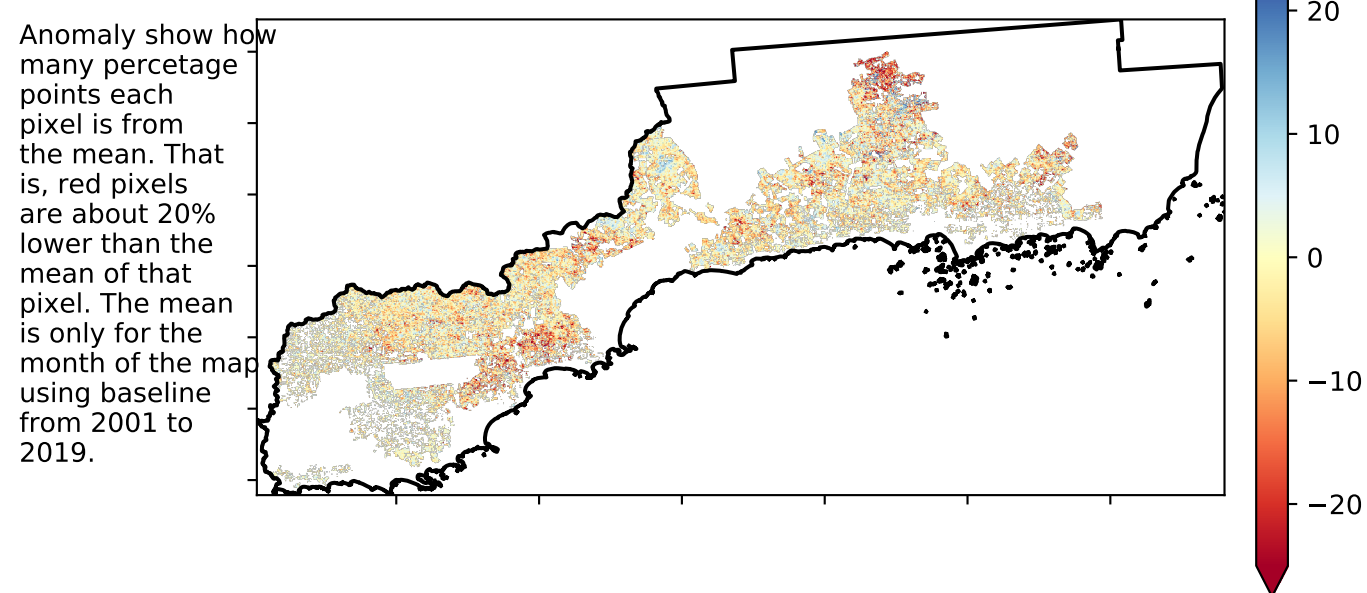 Anomaly show how
many percetage
points each
pixel is from
the mean. That
is, red pixels
are about 20%
lower than the
mean of that
pixel. The mean
is only for the
month of the map
using baseline
from 2001 to
2019.
20
10
0
−10
−20